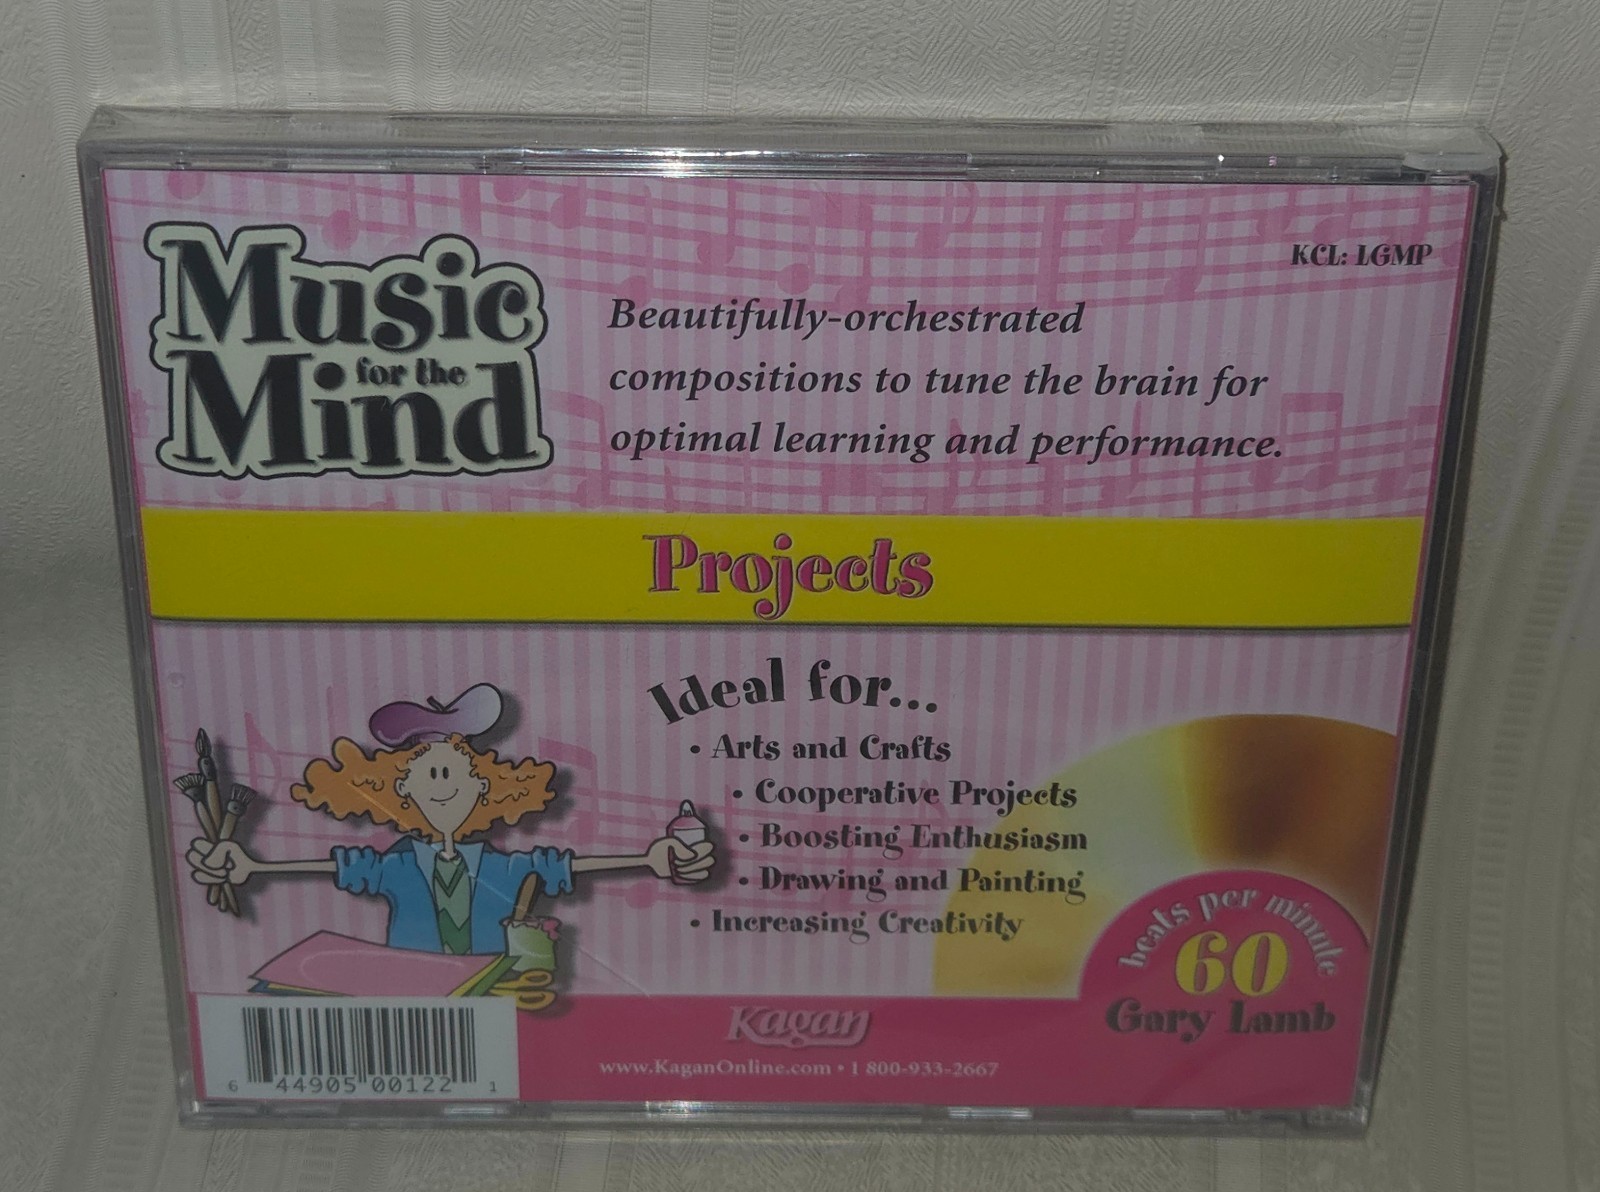 KCL: LGMP
Music
for the
Mind
Beautifully-orchestrated
compositions to tune the brain for
optimal learning and performance.
Projects
Ideal for...
• Arts and Crafts
• Cooperative Projects
• Boosting Enthusiasm
• Drawing and Painting
• Increasing Creativity
beats per minute
60
Gary Lamb
Kagan
www.KaganOnline.com • 1 800-933-2667
6 44905 00122 1